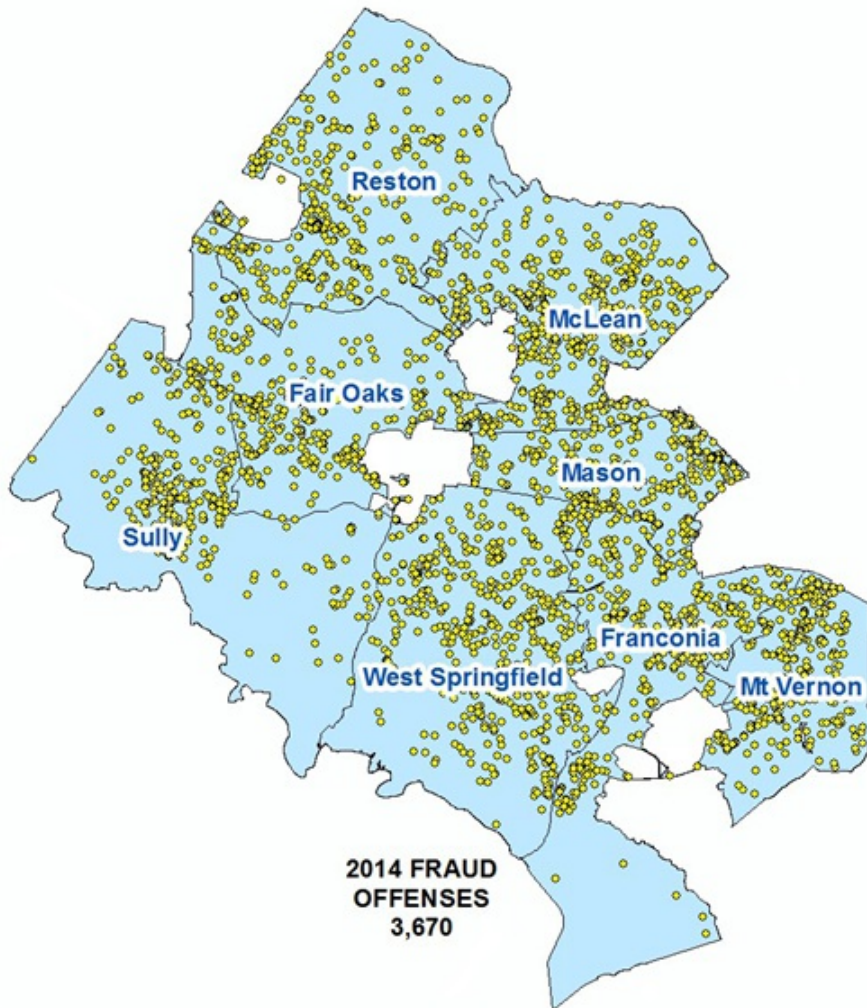 Reston
McLean
Fair Oaks
Mason
Sully
Franconia
West Springfield
Mt Vernon
2014 FRAUD
OFFENSES
3,670